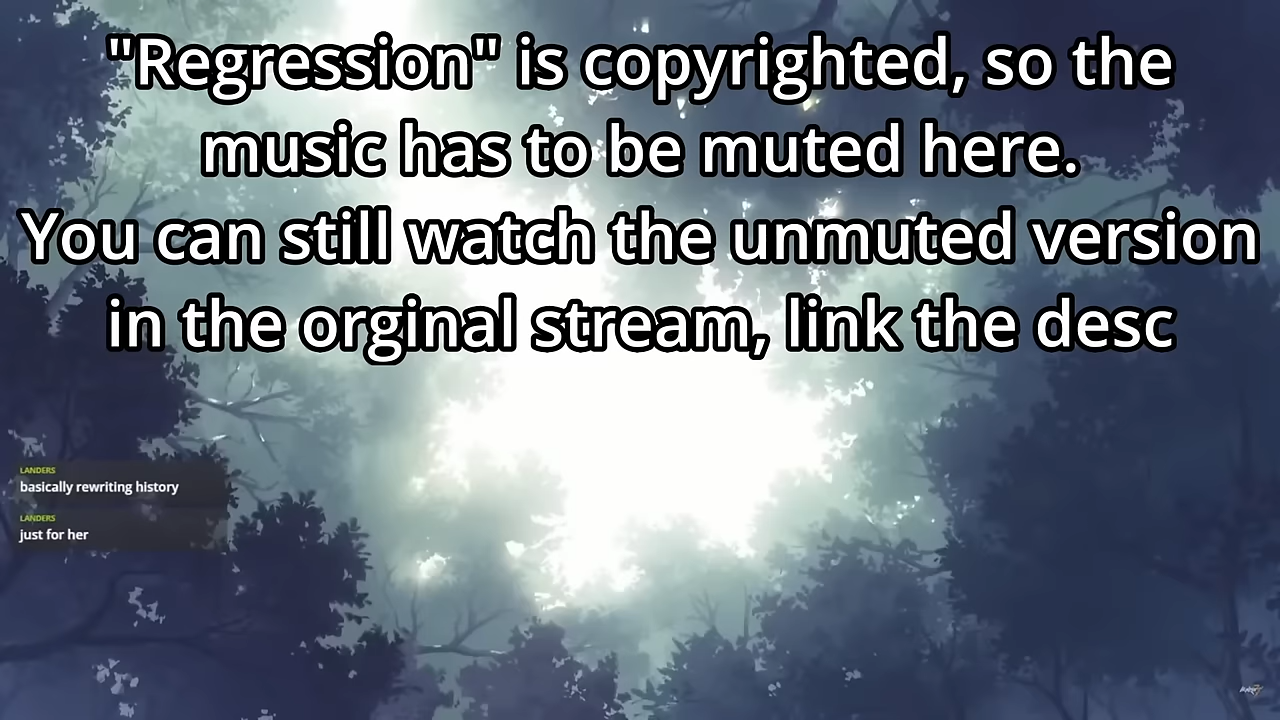 "Regression" is copyrighted, so the
music has to be muted here.
You can still watch the unmuted version
in the orginal stream, link the desc
LANDERS
basically rewriting history
LANDERS
just for her